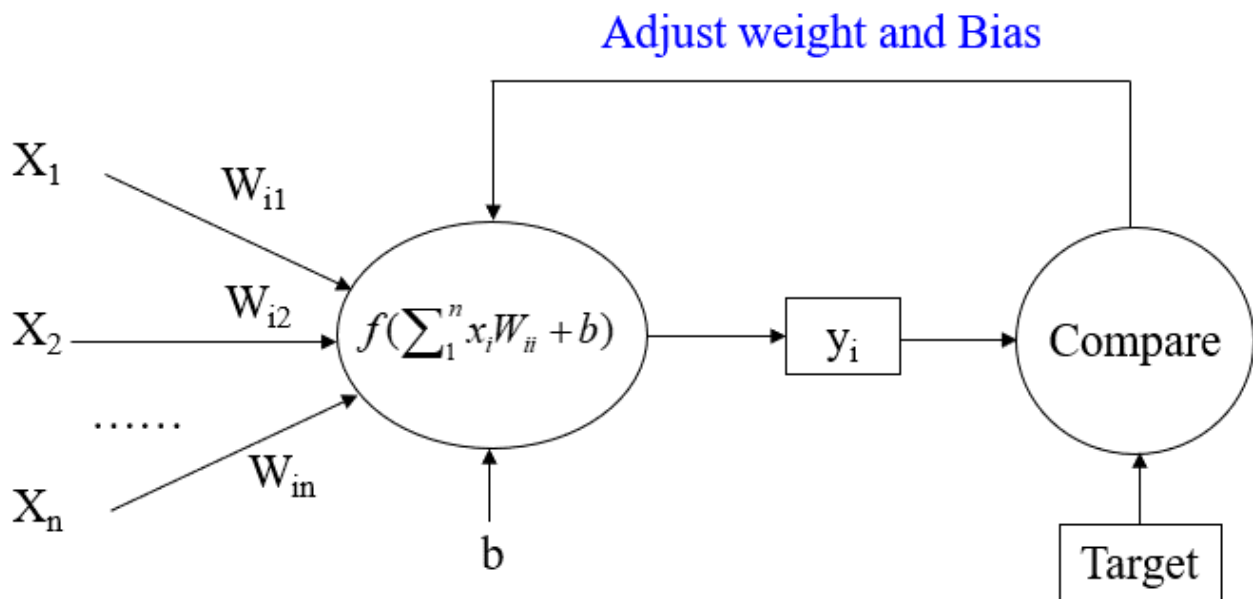 Adjust weight and Bias
X₁
Wᵢ₁
X₂
Wᵢ₂
f(∑₁ⁿ xᵢWᵢᵢ + b)
yᵢ
Compare
……
Xₙ
Wᵢₙ
b
Target